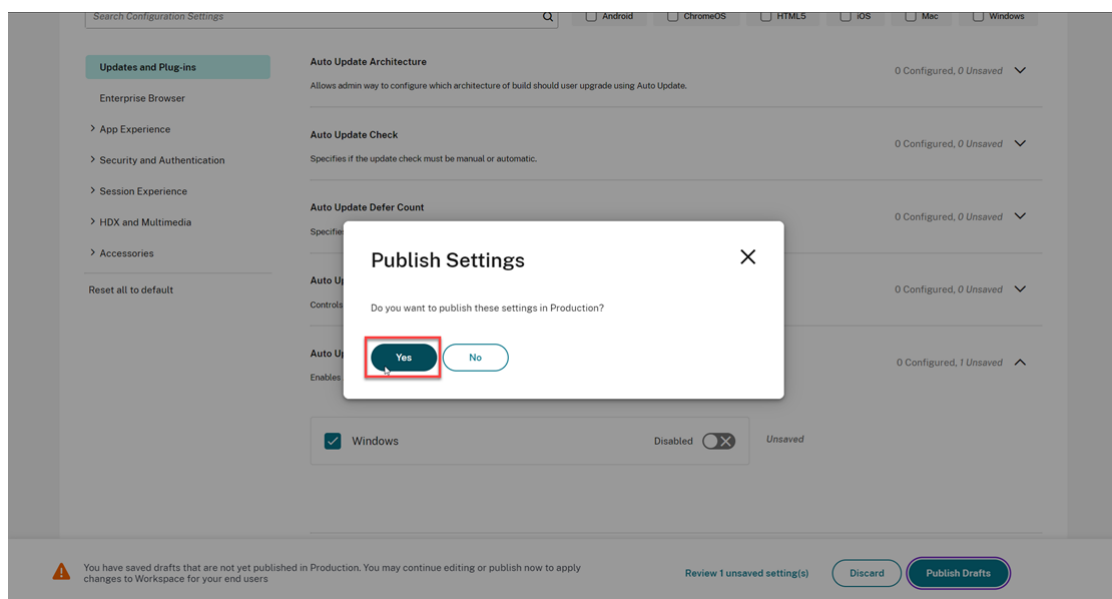 Search Configuration Settings
Android
ChromeOS
HTML5
iOS
Mac
Windows
Updates and Plug-ins
Enterprise Browser
App Experience
Security and Authentication
Session Experience
HDX and Multimedia
Accessories
Reset all to default
Auto Update Architecture
Allows admin way to configure which architecture of build should user upgrade using Auto Update.
0 Configured, 0 Unsaved
Auto Update Check
Specifies if the update check must be manual or automatic.
0 Configured, 0 Unsaved
Auto Update Defer Count
0 Configured, 0 Unsaved
Auto
Controls
0 Configured, 0 Unsaved
Auto
Enables
0 Configured, 1 Unsaved
Publish Settings
Do you want to publish these settings in Production?
Yes
No
Windows
Disabled
Unsaved
You have saved drafts that are not yet published in Production. You may continue editing or publish now to apply
changes to Workspace for your end users
Review 1 unsaved setting(s)
Discard
Publish Drafts